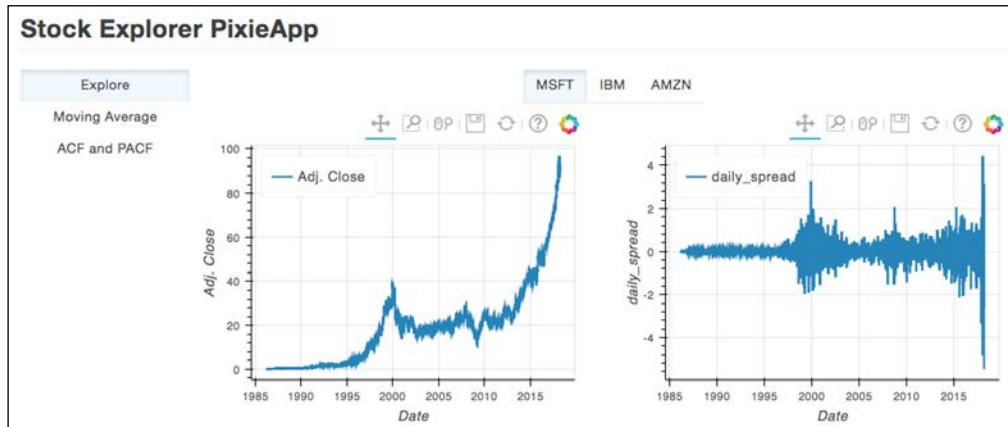 Stock Explorer PixieApp
Explore
Moving Average
ACF and PACF
MSFT IBM AMZN
Adj. Close
100
80
60
40
20
0
Adj. Close
1985 1990 1995 2000 2005 2010 2015
Date
daily_spread
4
2
0
-2
-4
daily_spread
1985 1990 1995 2000 2005 2010 2015
Date